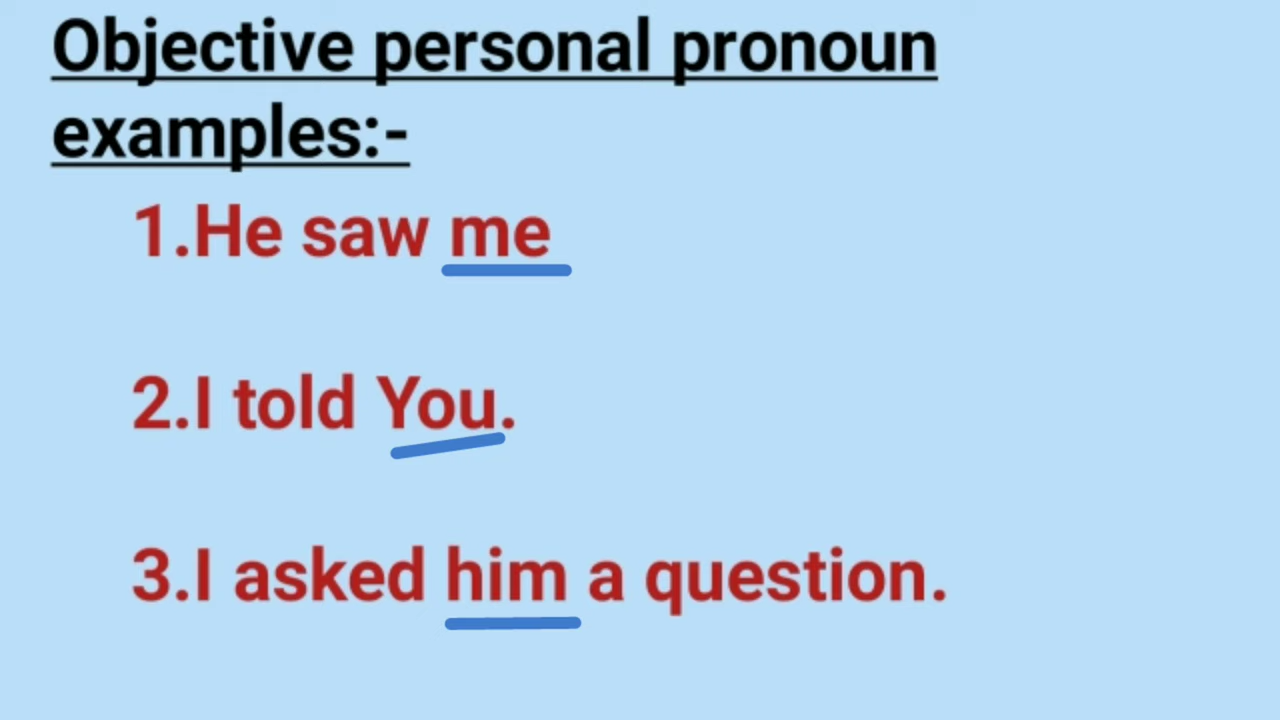 Objective personal pronoun
examples:-
1.He saw me
2.I told You.
3.I asked him a question.